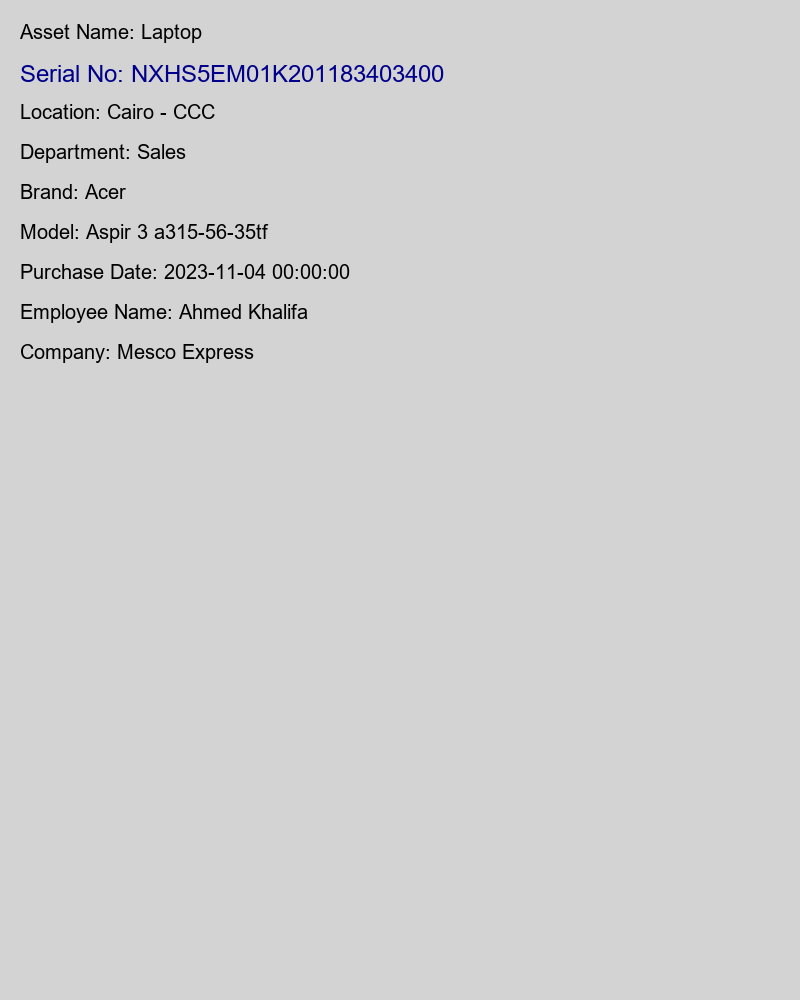 Asset Name: Laptop
Serial No: NXHS5EM01K201183403400
Location: Cairo - CCC
Department: Sales
Brand: Acer
Model: Aspir 3 a315-56-35tf
Purchase Date: 2023-11-04 00:00:00
Employee Name: Ahmed Khalifa
Company: Mesco Express